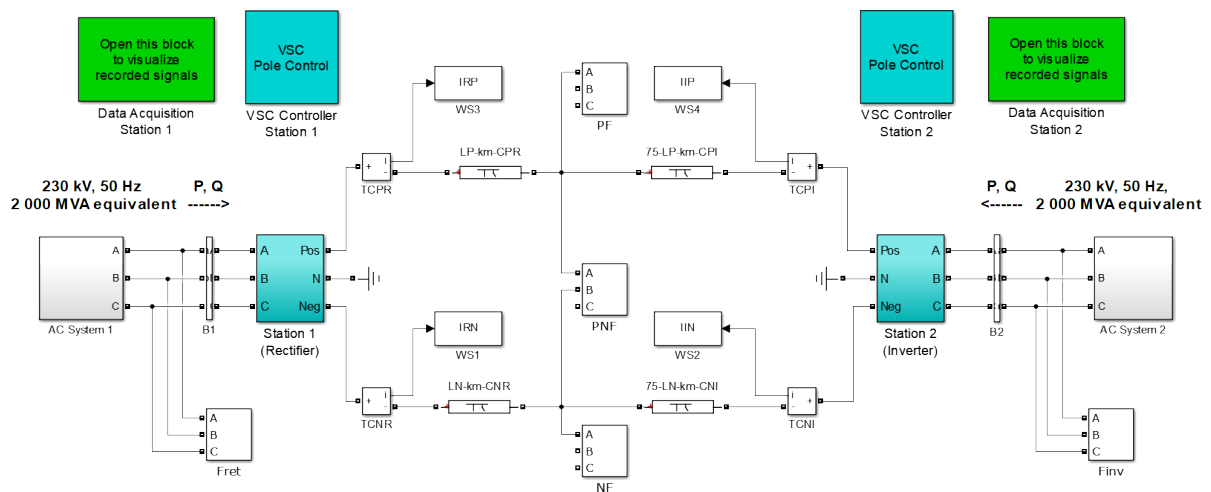 Open this block
to visualize
recorded signals
Data Acquisition
Station 1
VSC
Pole Control
VSC Controller
Station 1
IRP
WS3
A
B
C
PF
IIP
WS4
VSC
Pole Control
VSC Controller
Station 2
Open this block
to visualize
recorded signals
Data Acquisition
Station 2
+
i
-
TCPR
LP-km-CPR
75-LP-km-CPI
i
-
+
TCPI
230 kV, 50 Hz
2 000 MVA equivalent
P, Q
------>
P, Q
<------
230 kV, 50 Hz,
2 000 MVA equivalent
A
B
C
AC System 1
B1
A
B
C
Pos
N
Neg
Station 1
(Rectifier)
A
B
C
PNF
Pos
N
Neg
A
B
C
Station 2
(Inverter)
B2
A
B
C
AC System 2
IRN
WS1
IIN
WS2
+
i
-
TCNR
LN-km-CNR
75-LN-km-CNI
i
-
+
TCNI
A
B
C
Fret
A
B
C
NF
A
B
C
Finv